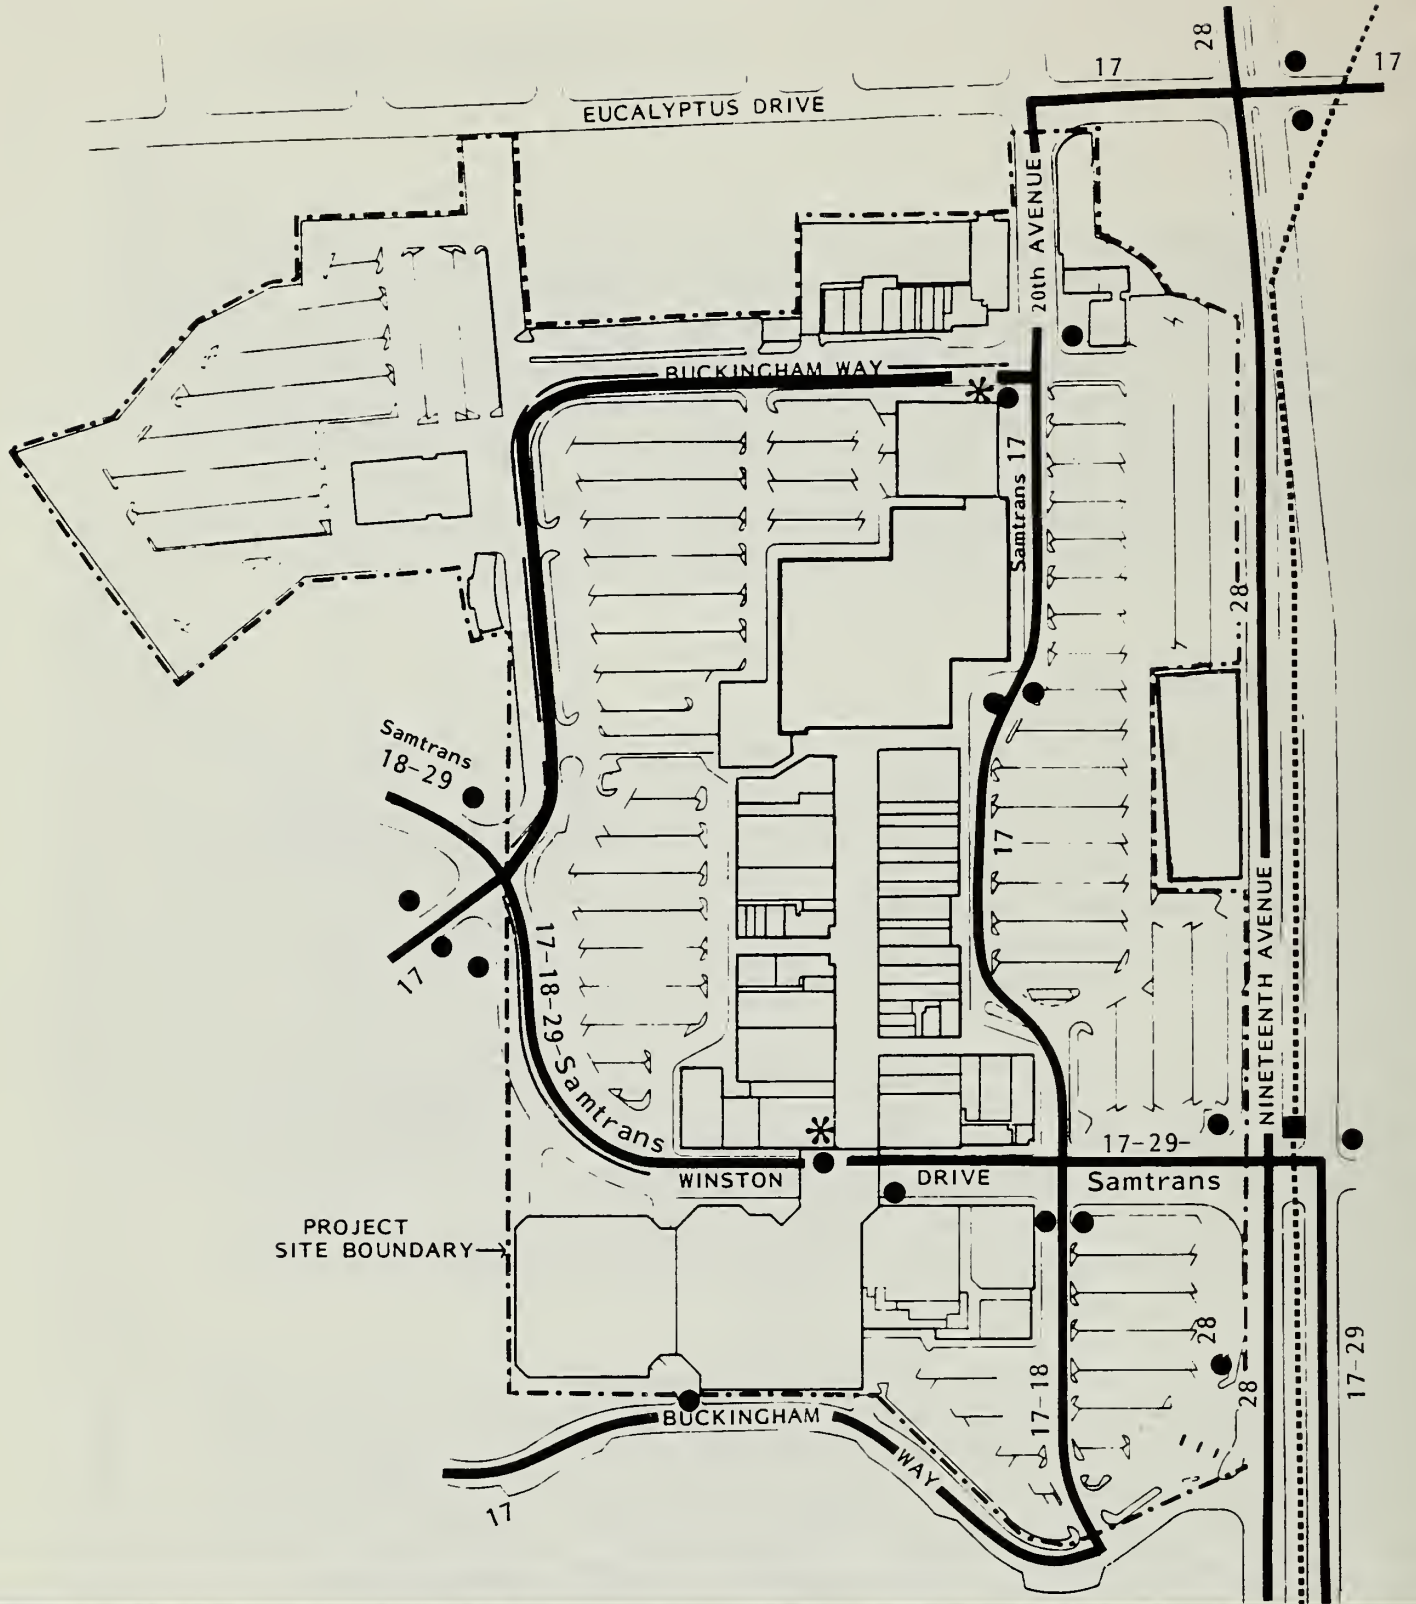 28
17
17
EUCALYPTUS DRIVE
20th AVENUE
BUCKINGHAM WAY
Samtrans 17
28
Samtrans
18-29
17
17
17-18-29-Samtrans
NINETEENTH AVENUE
17-29-
Samtrans
WINSTON
DRIVE
PROJECT
SITE BOUNDARY
28
28
17-29
17-18
BUCKINGHAM
WAY
17